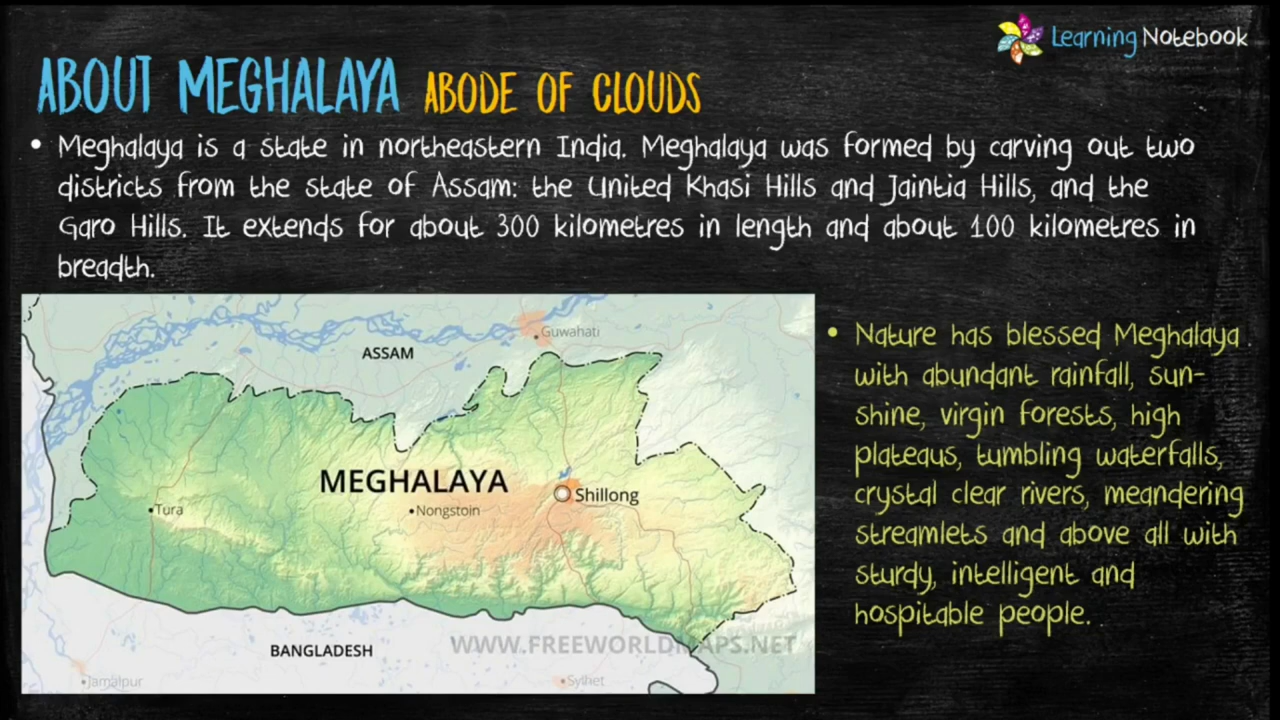 Learning Notebook
ABOUT MEGHALAYA ABODE OF CLOUDS
• Meghalaya is a state in northeastern India. Meghalaya was formed by carving out two
districts from the state of Assam: the United Khasi Hills and Jaintia Hills, and the
Garo Hills. It extends for about 300 kilometres in length and about 100 kilometres in
breadth.
Guwahati
ASSAM
MEGHALAYA
Shillong
Tura
Nongstoin
BANGLADESH
WWW.FREEWORLDMAPS.NET
Jamalpur
Sylhet
• Nature has blessed Meghalaya
with abundant rainfall, sun-
shine, virgin forests, high
plateaus, tumbling waterfalls,
crystal clear rivers, meandering
streamlets and above all with
sturdy, intelligent and
hospitable people.